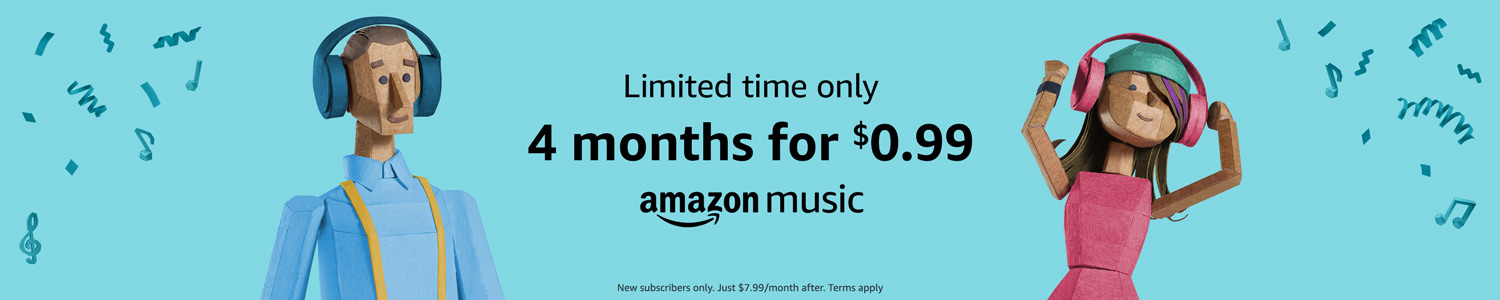 Limited time only
4 months for $0.99
amazon music
New subscribers only. Just $7.99/month after. Terms apply